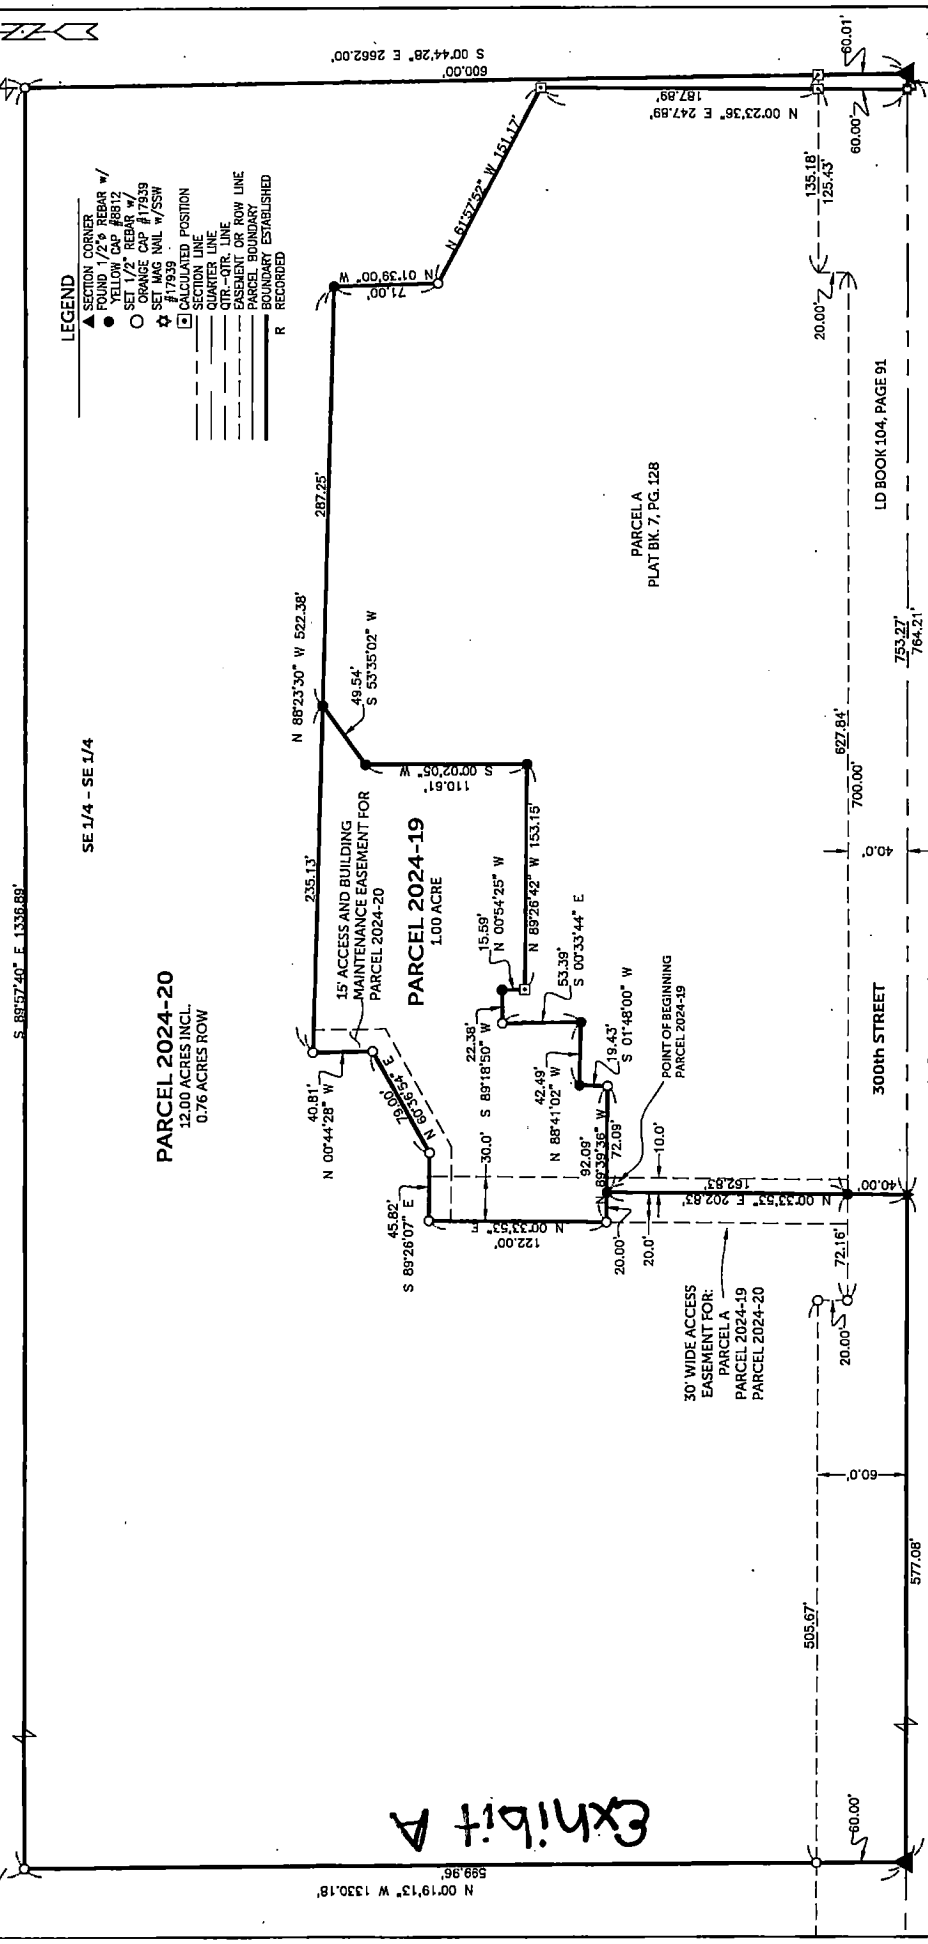 S 00°44'28" E 2662.00'
600.00'
60.01'
187.89'
N 00°23'36" E 247.89'
60.00'
LEGEND
SECTION CORNER
FOUND 1/2"ø REBAR w/
YELLOW CAP #8812
SET 1/2" REBAR w/
ORANGE CAP #17939
SET MAG NAIL w/SSW
#17939
CALCULATED POSITION
SECTION LINE
QUARTER LINE
QTR.-QTR. LINE
EASEMENT OR ROW LINE
PARCEL BOUNDARY
BOUNDARY ESTABLISHED
R RECORDED
N 61°57'52" W 151.17'
N 01°39'00" W
71.00'
135.18'
125.43'
20.00'
LD BOOK 104, PAGE 91
287.25'
PARCEL A
PLAT BK. 7, PG. 128
N 88°23'30" W 522.38'
49.54'
S 53°35'02" W
753.27'
764.21'
SE 1/4 - SE 1/4
S 00°02'05" W
110.61'
627.84'
700.00'
40.0'
235.13'
15' ACCESS AND BUILDING
MAINTENANCE EASEMENT FOR
PARCEL 2024-20
PARCEL 2024-19
1.00 ACRE
N 89°26'42" W 153.15'
S 89°57'40" E 1336.89'
15.59'
N 00°54'25" W
53.39'
S 00°33'44" E
22.38'
S 89°18'50" W
42.49'
N 88°41'02" W
19.43'
S 01°48'00" W
POINT OF BEGINNING
PARCEL 2024-19
300th STREET
PARCEL 2024-20
12.00 ACRES INCL.
0.76 ACRES ROW
40.81'
N 00°44'28" W
79.00'
N 60°36'54" E
30.0'
92.09'
N 89°39'36" W
72.09'
10.0'
162.83'
N 00°33'53" E 202.83'
40.00'
45.82'
S 89°26'07" E
N 00°33'53" E
122.00'
20.00'
20.0'
72.16'
30' WIDE ACCESS
EASEMENT FOR:
PARCEL A
PARCEL 2024-19
PARCEL 2024-20
20.00'
60.0'
505.67'
577.08'
Exhibit A
60.00'
599.96'
N 00°19'13" W 1330.18'